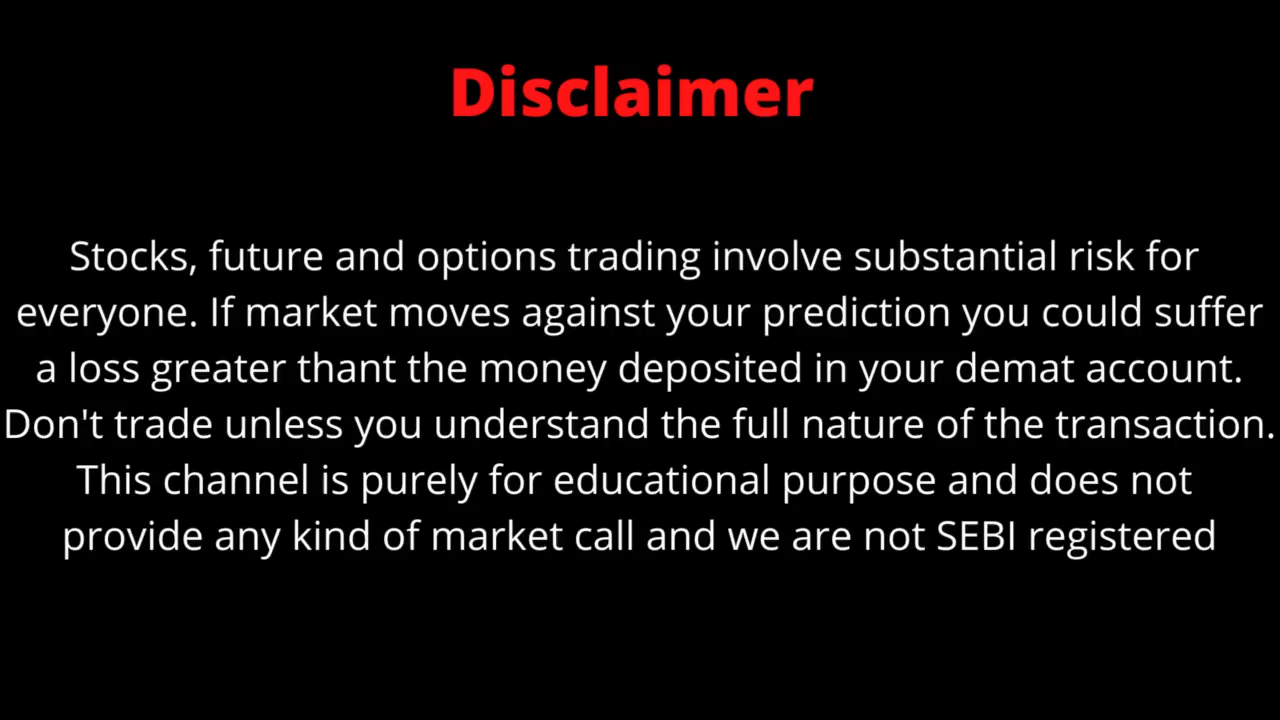 Disclaimer
Stocks, future and options trading involve substantial risk for
everyone. If market moves against your prediction you could suffer
a loss greater thant the money deposited in your demat account.
Don't trade unless you understand the full nature of the transaction.
This channel is purely for educational purpose and does not
provide any kind of market call and we are not SEBI registered